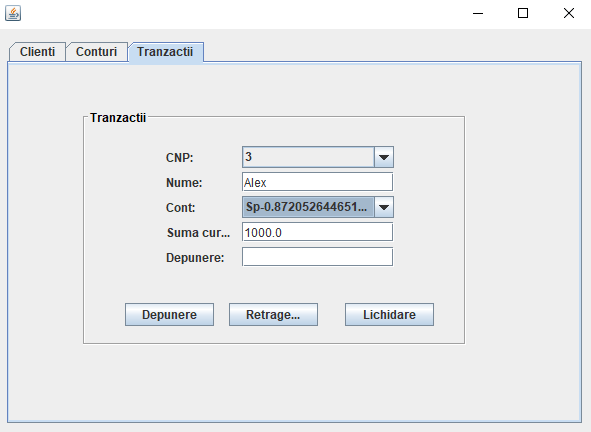 Clienti Conturi Tranzactii
Tranzactii
CNP: 3
Nume: Alex
Cont: Sp-0.872052644651...
Suma cur... 1000.0
Depunere:
Depunere Retrage... Lichidare